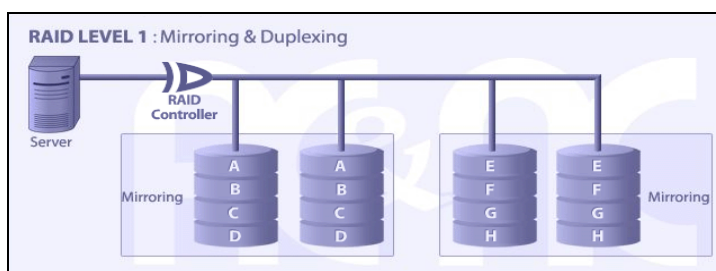 RAID LEVEL 1 : Mirroring & Duplexing
RAID
Controller
Server
Mirroring
A
B
C
D
A
B
C
D
E
F
G
H
E
F
G
H
Mirroring